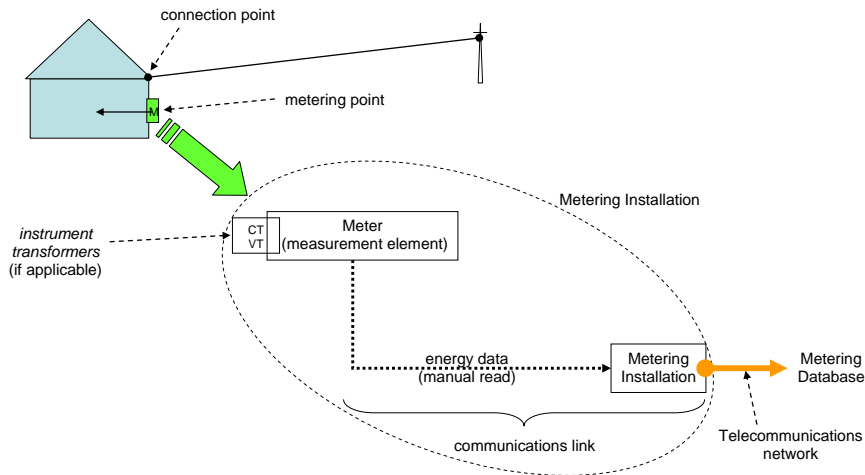 connection point
metering point
M
Metering Installation
instrument
transformers
(if applicable)
CT
VT
Meter
(measurement element)
energy data
(manual read)
Metering
Installation
Metering
Database
communications link
Telecommunications
network